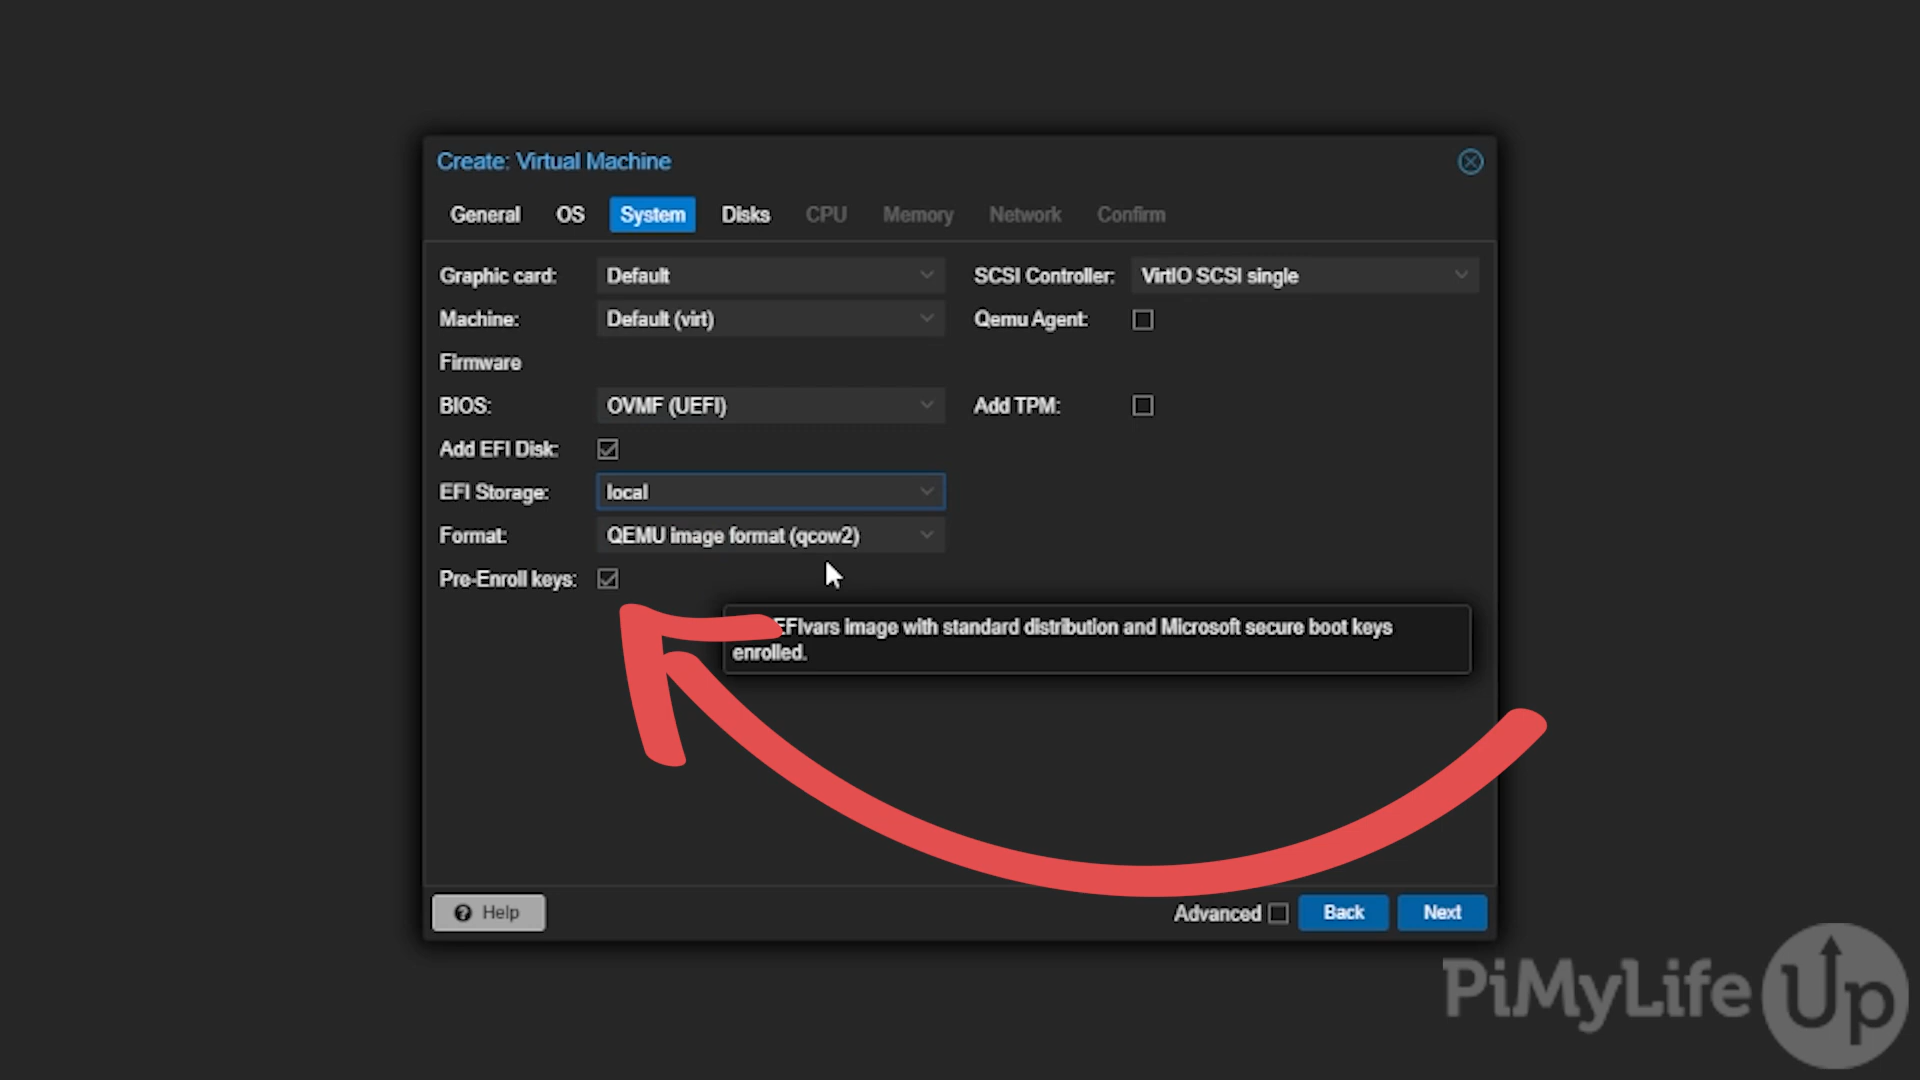 Create: Virtual Machine
General OS System Disks CPU Memory Network Confirm
Graphic card: Default SCSI Controller: VirtIO SCSI single
Machine: Default (virt) Qemu Agent:
Firmware
BIOS: OVMF (UEFI) Add TPM:
Add EFI Disk:
EFI Storage: local
Format: QEMU image format (qcow2)
Pre-Enroll keys:
EFIvars image with standard distribution and Microsoft secure boot keys
enrolled.
Help Advanced Back Next
PiMyLifeUp